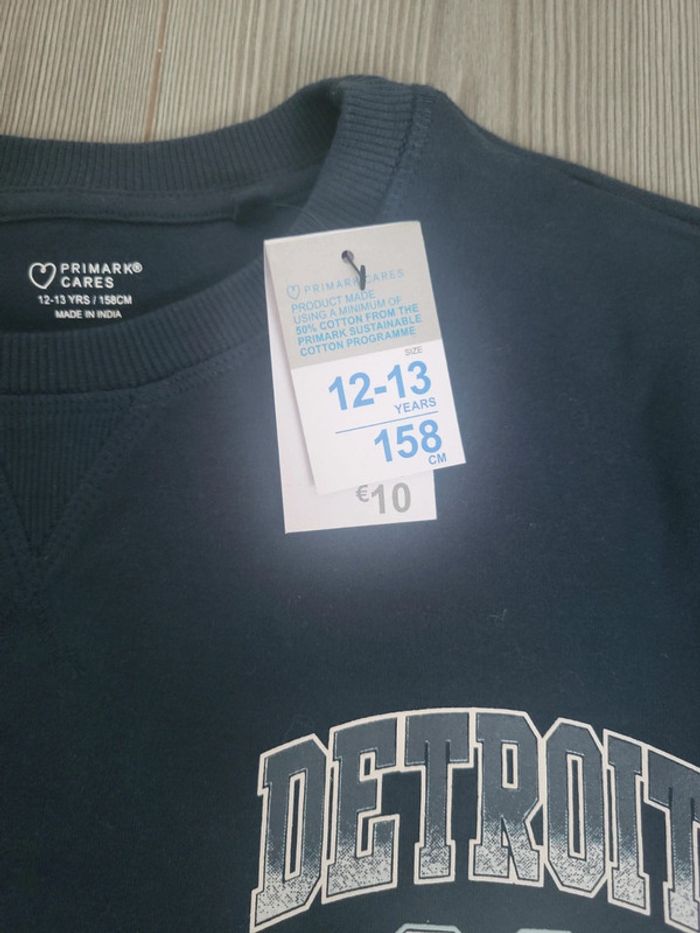 PRIMARK®
CARES
12-13 YRS / 158CM
MADE IN INDIA
PRIMARK CARES
PRODUCT MADE
USING A MINIMUM OF
50% COTTON FROM THE
PRIMARK SUSTAINABLE
COTTON PROGRAMME
SIZE
12-13
YEARS
158
CM
€10
DETROIT